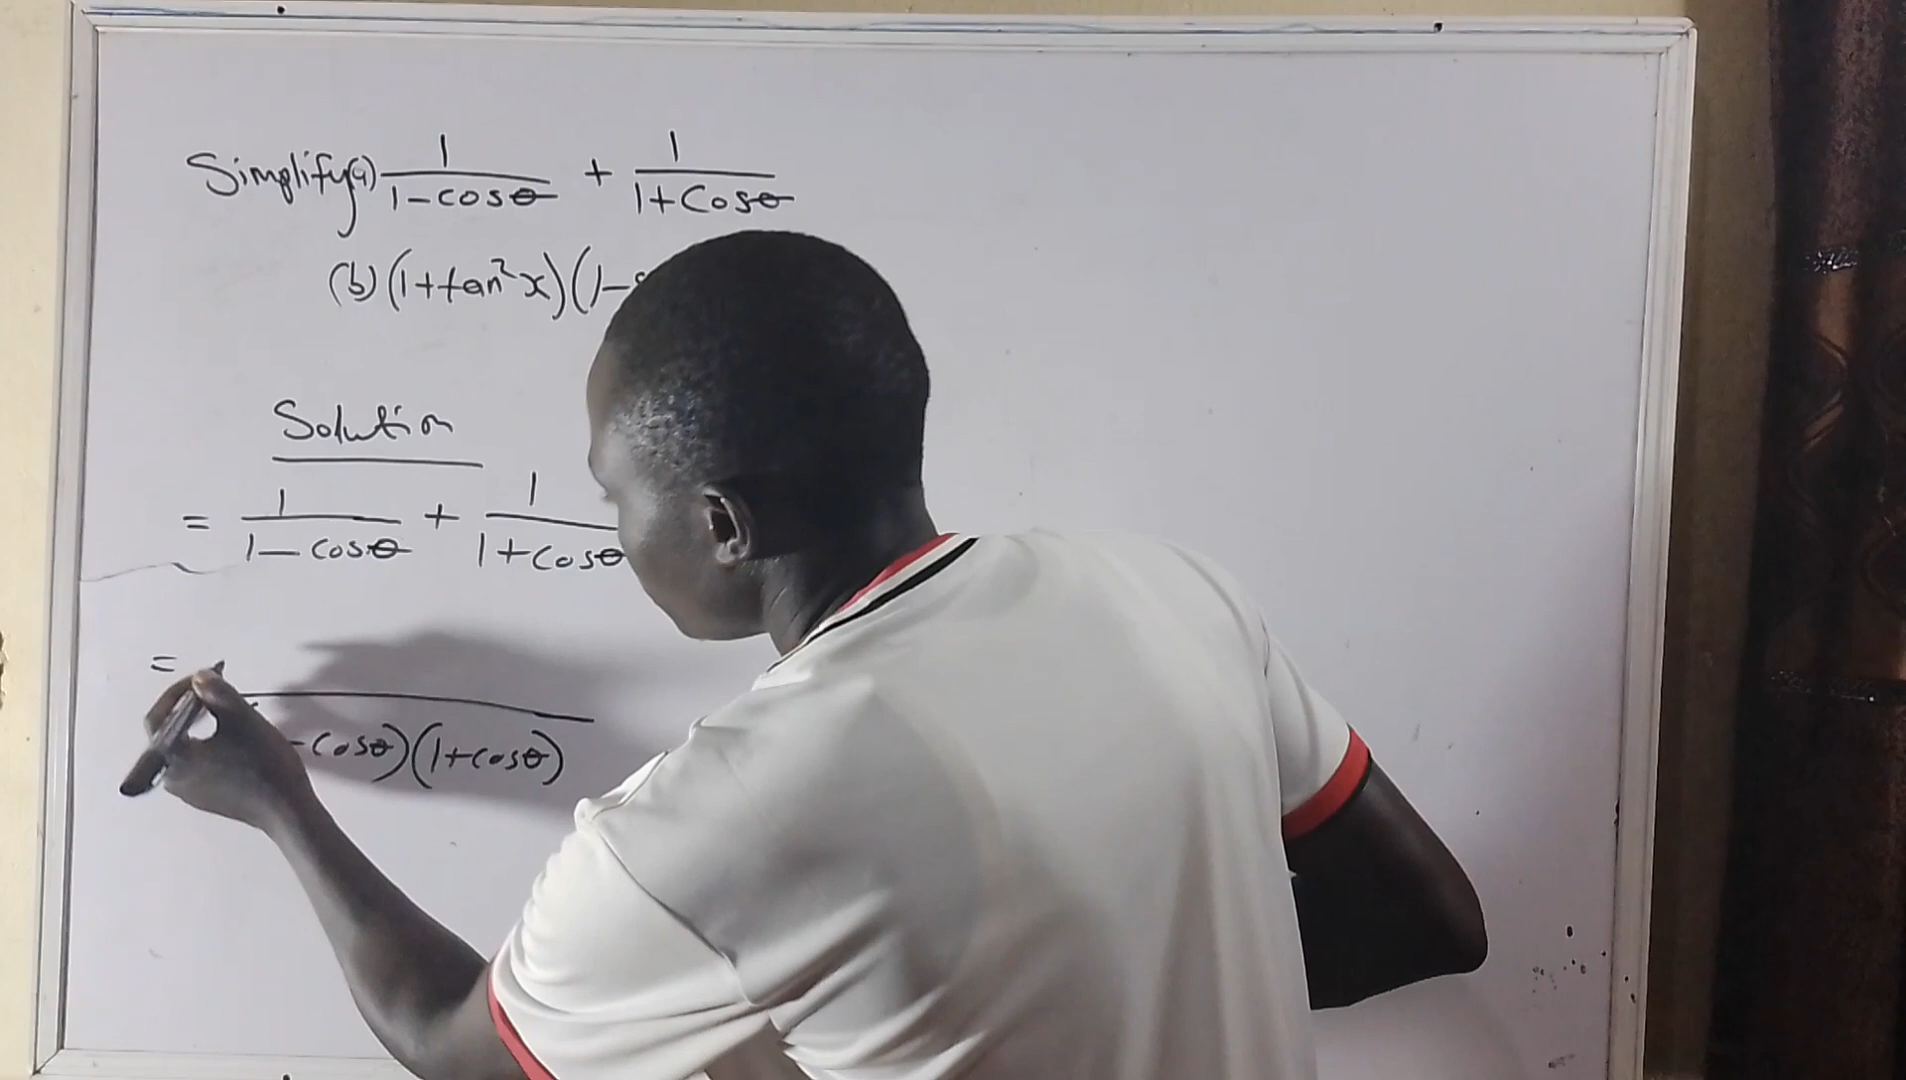 Simplify (a) 1/(1-cosθ) + 1/(1+Cosθ)
(b) (1+tan²x)(1-
Solution
= 1/(1-cosθ) + 1/(1+cosθ
=
-cosθ)(1+cosθ)